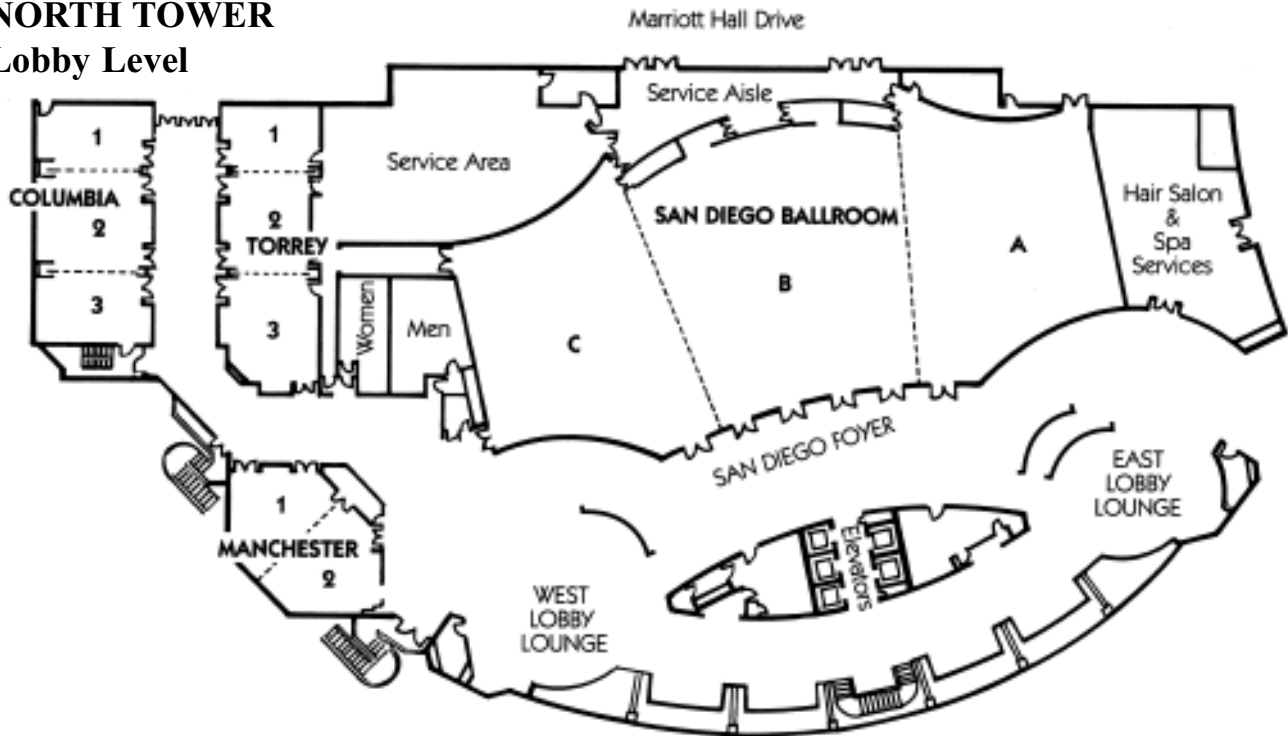 NORTH TOWER
Lobby Level
Marriott Hall Drive
Service Aisle
1
1
Service Area
COLUMBIA
2
2
TORREY
3
3
Women
Men
SAN DIEGO BALLROOM
A
B
C
Hair Salon
&
Spa
Services
SAN DIEGO FOYER
EAST
LOBBY
LOUNGE
1
MANCHESTER
2
Elevators
WEST
LOBBY
LOUNGE